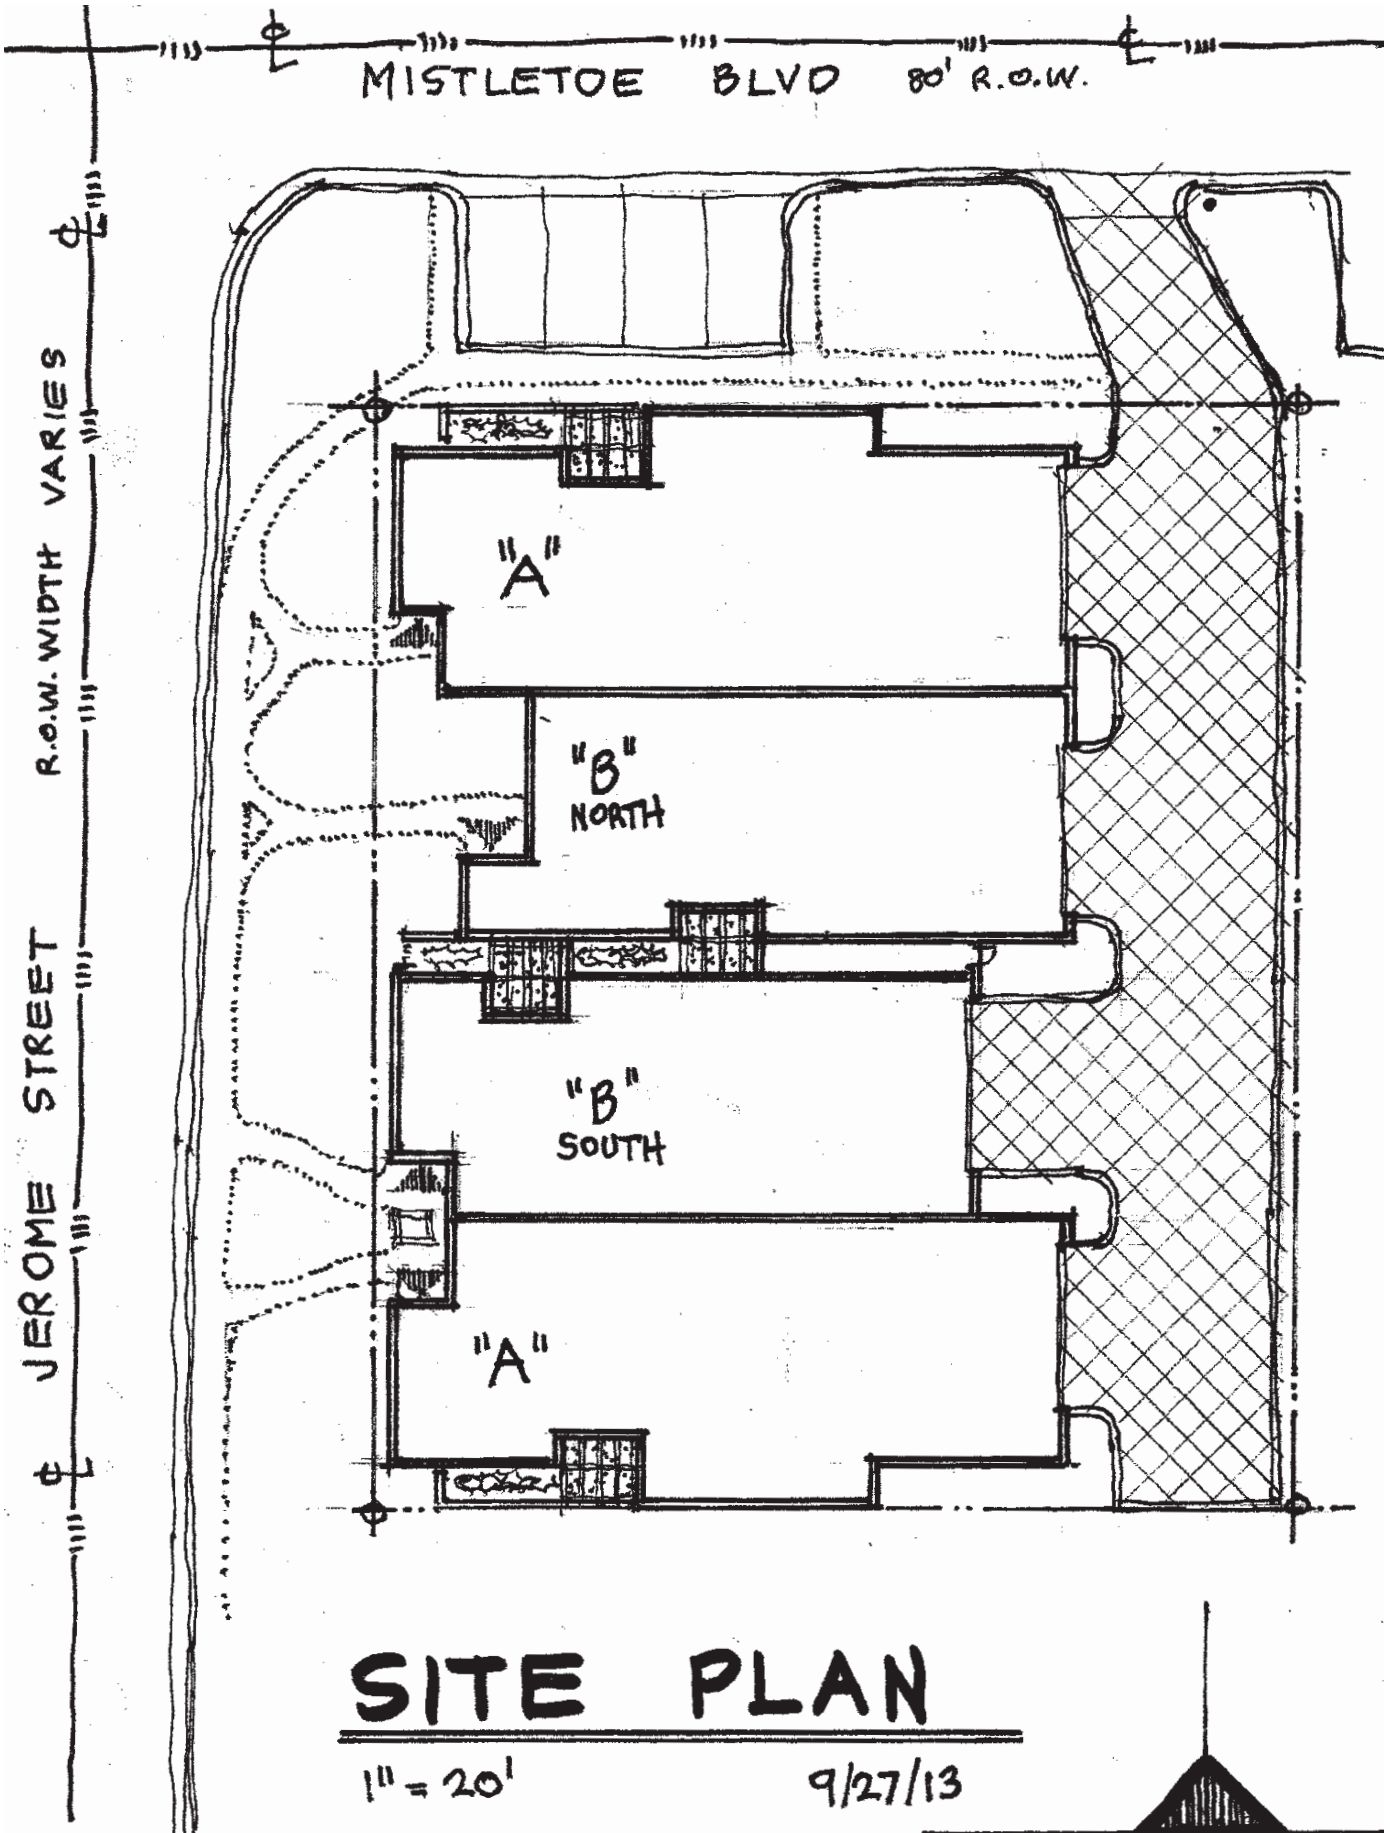 MISTLETOE BLVD 80' R.O.W.
JEROME STREET R.O.W. WIDTH VARIES
"A"
"B"
NORTH
"B"
SOUTH
"A"
SITE PLAN
1" = 20' 9/27/13